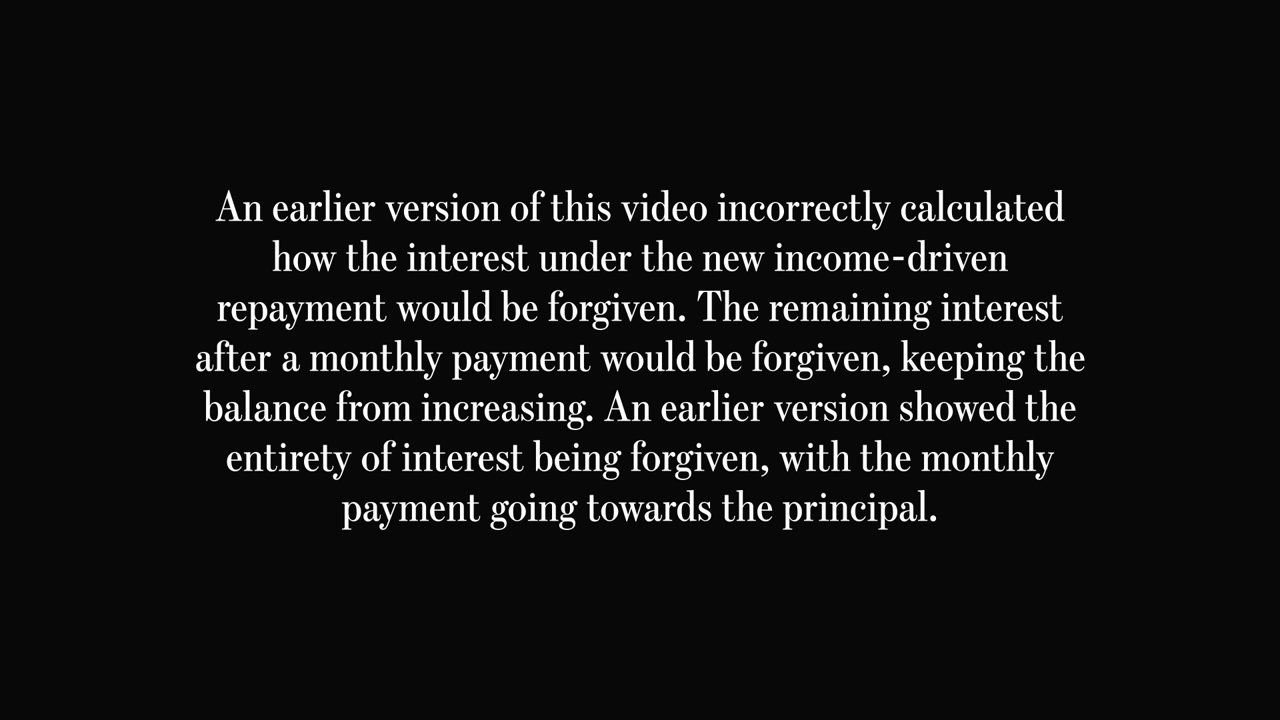 An earlier version of this video incorrectly calculated
how the interest under the new income-driven
repayment would be forgiven. The remaining interest
after a monthly payment would be forgiven, keeping the
balance from increasing. An earlier version showed the
entirety of interest being forgiven, with the monthly
payment going towards the principal.